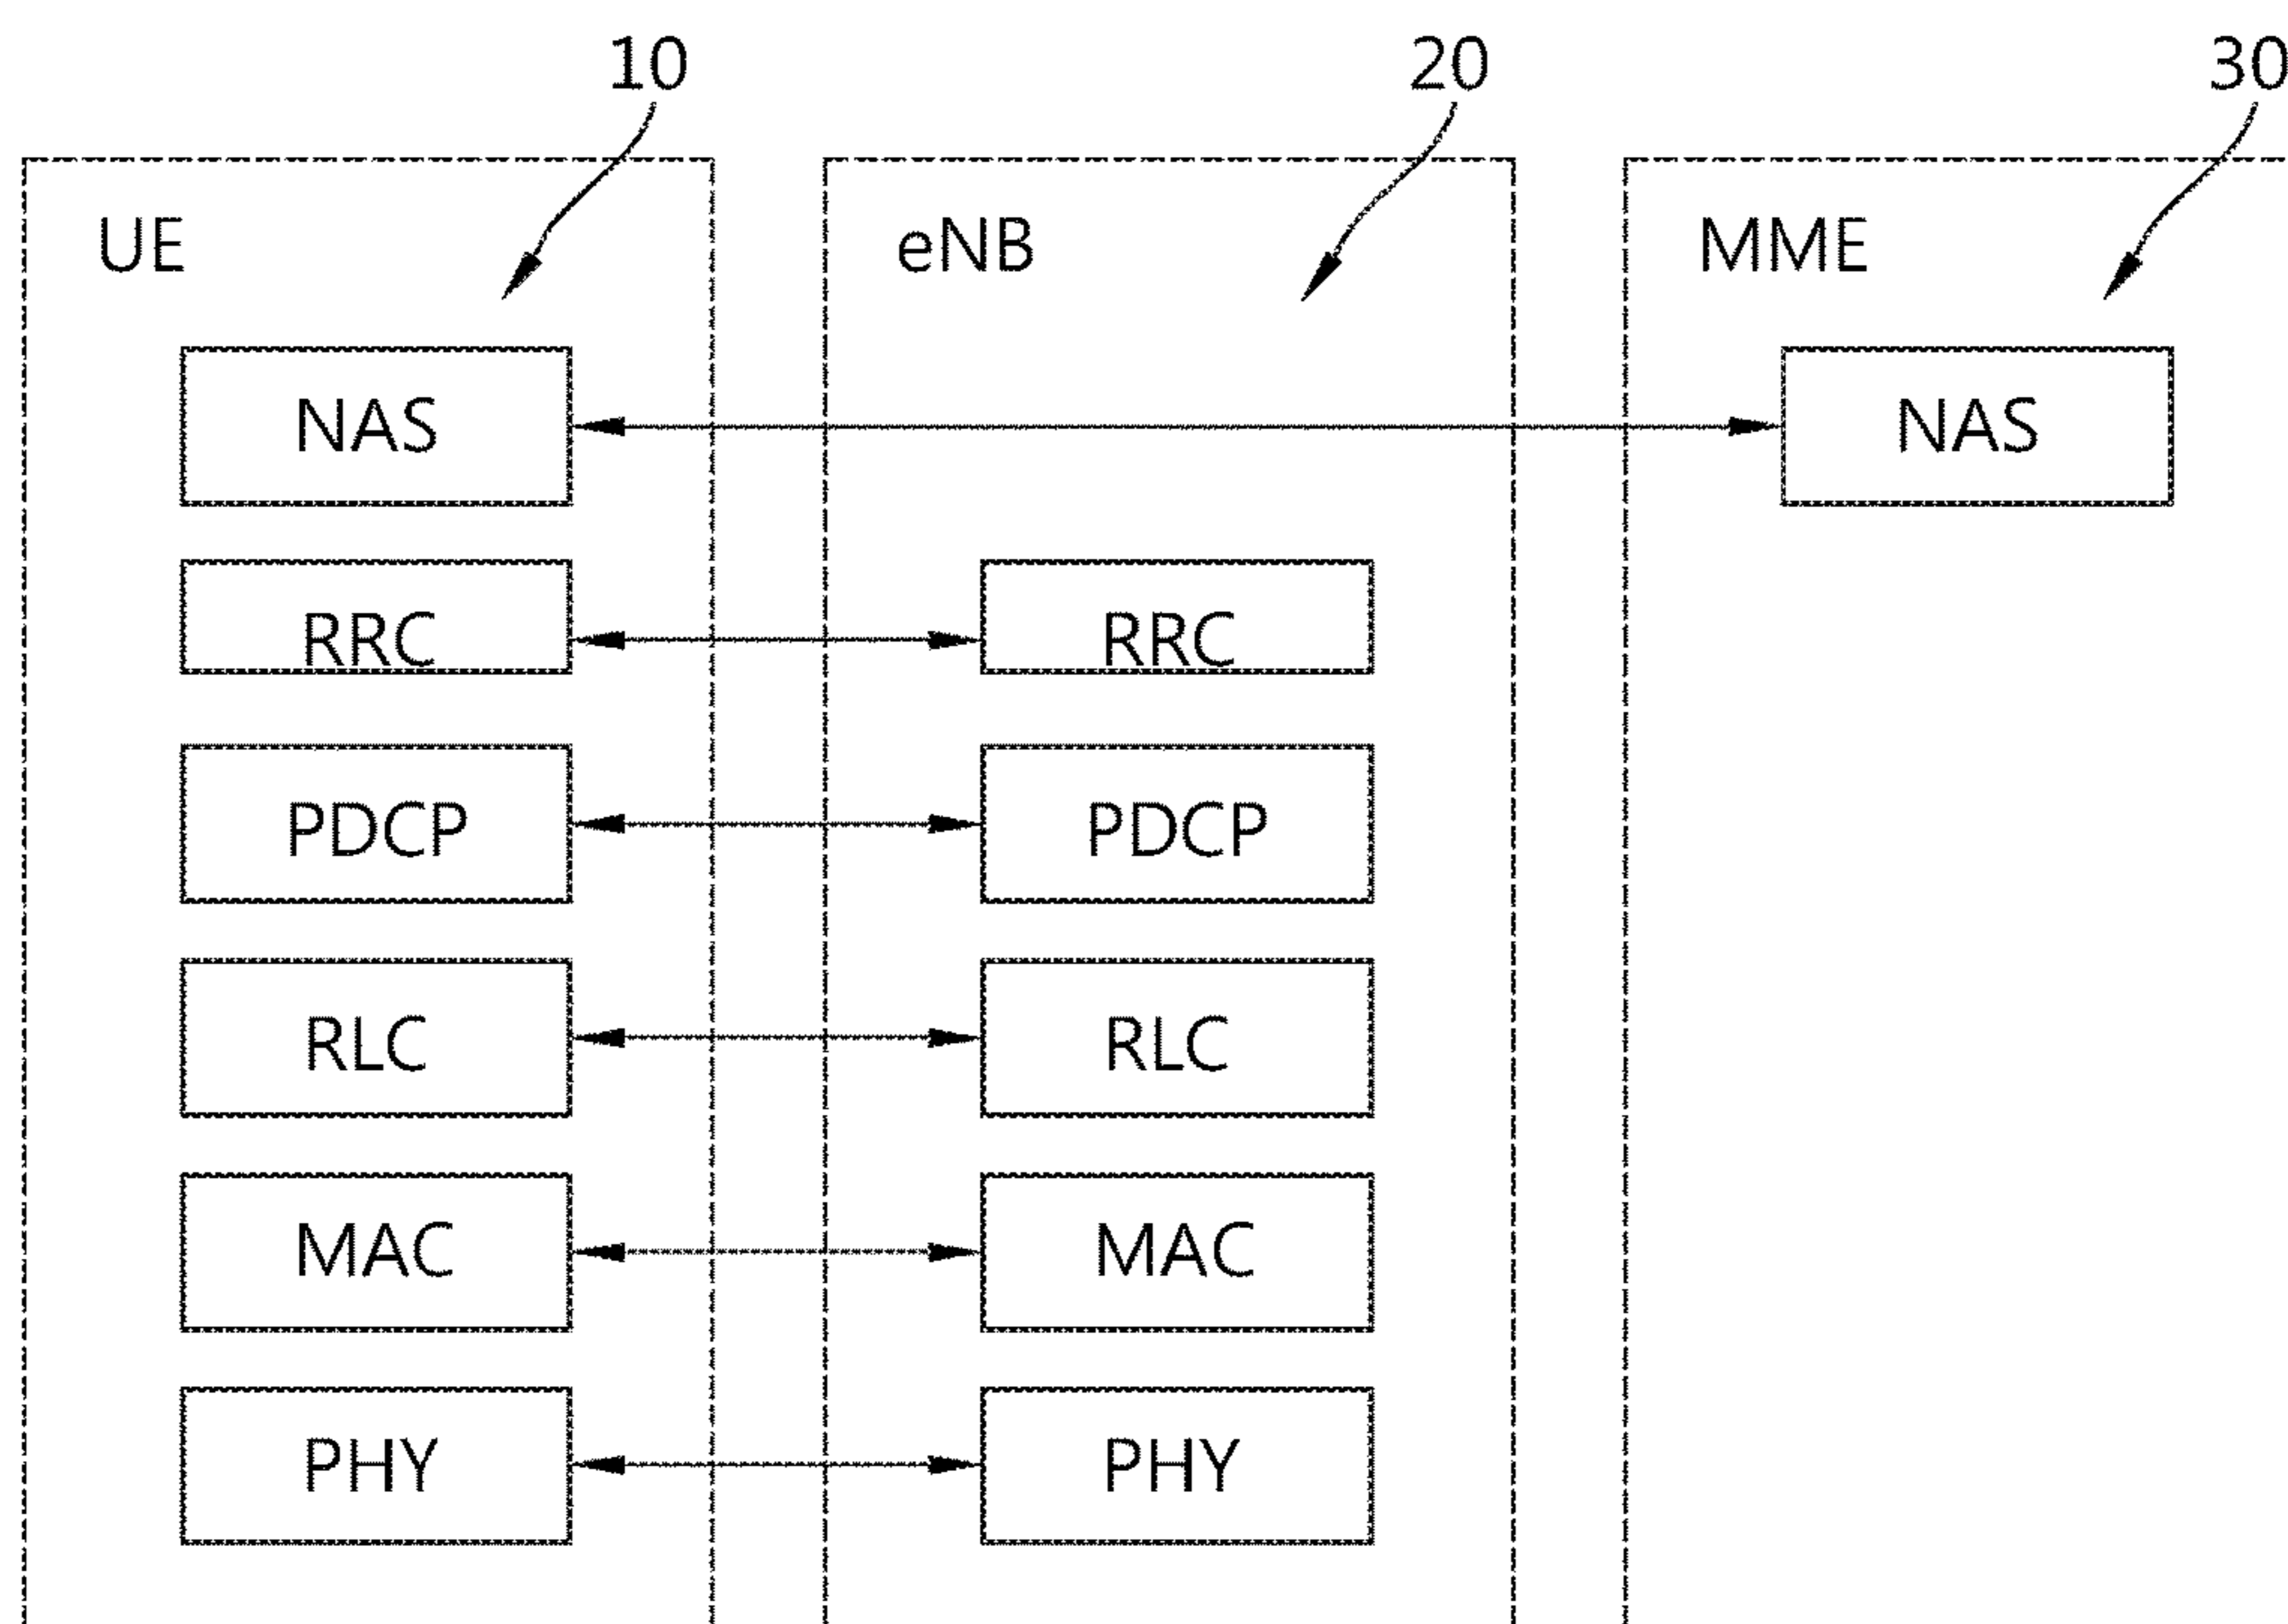 10 20 30
UE eNB MME
NAS NAS
RRC RRC
PDCP PDCP
RLC RLC
MAC MAC
PHY PHY